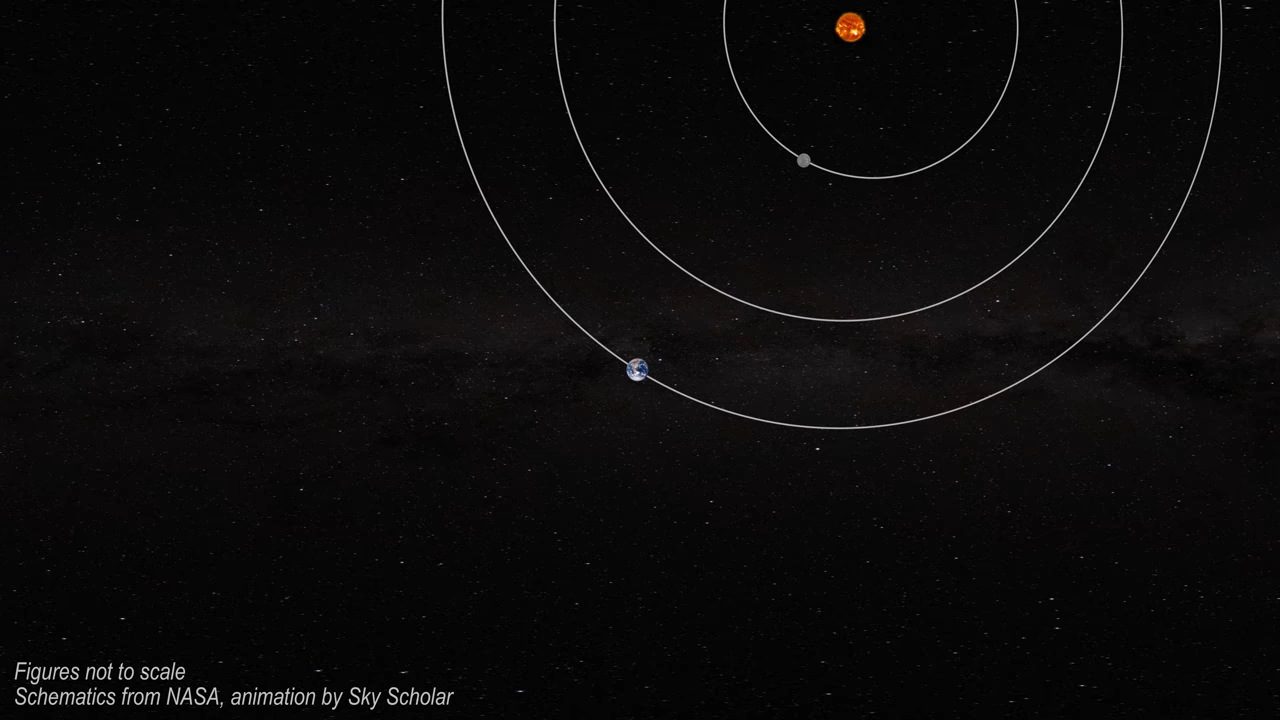 Figures not to scale
Schematics from NASA, animation by Sky Scholar